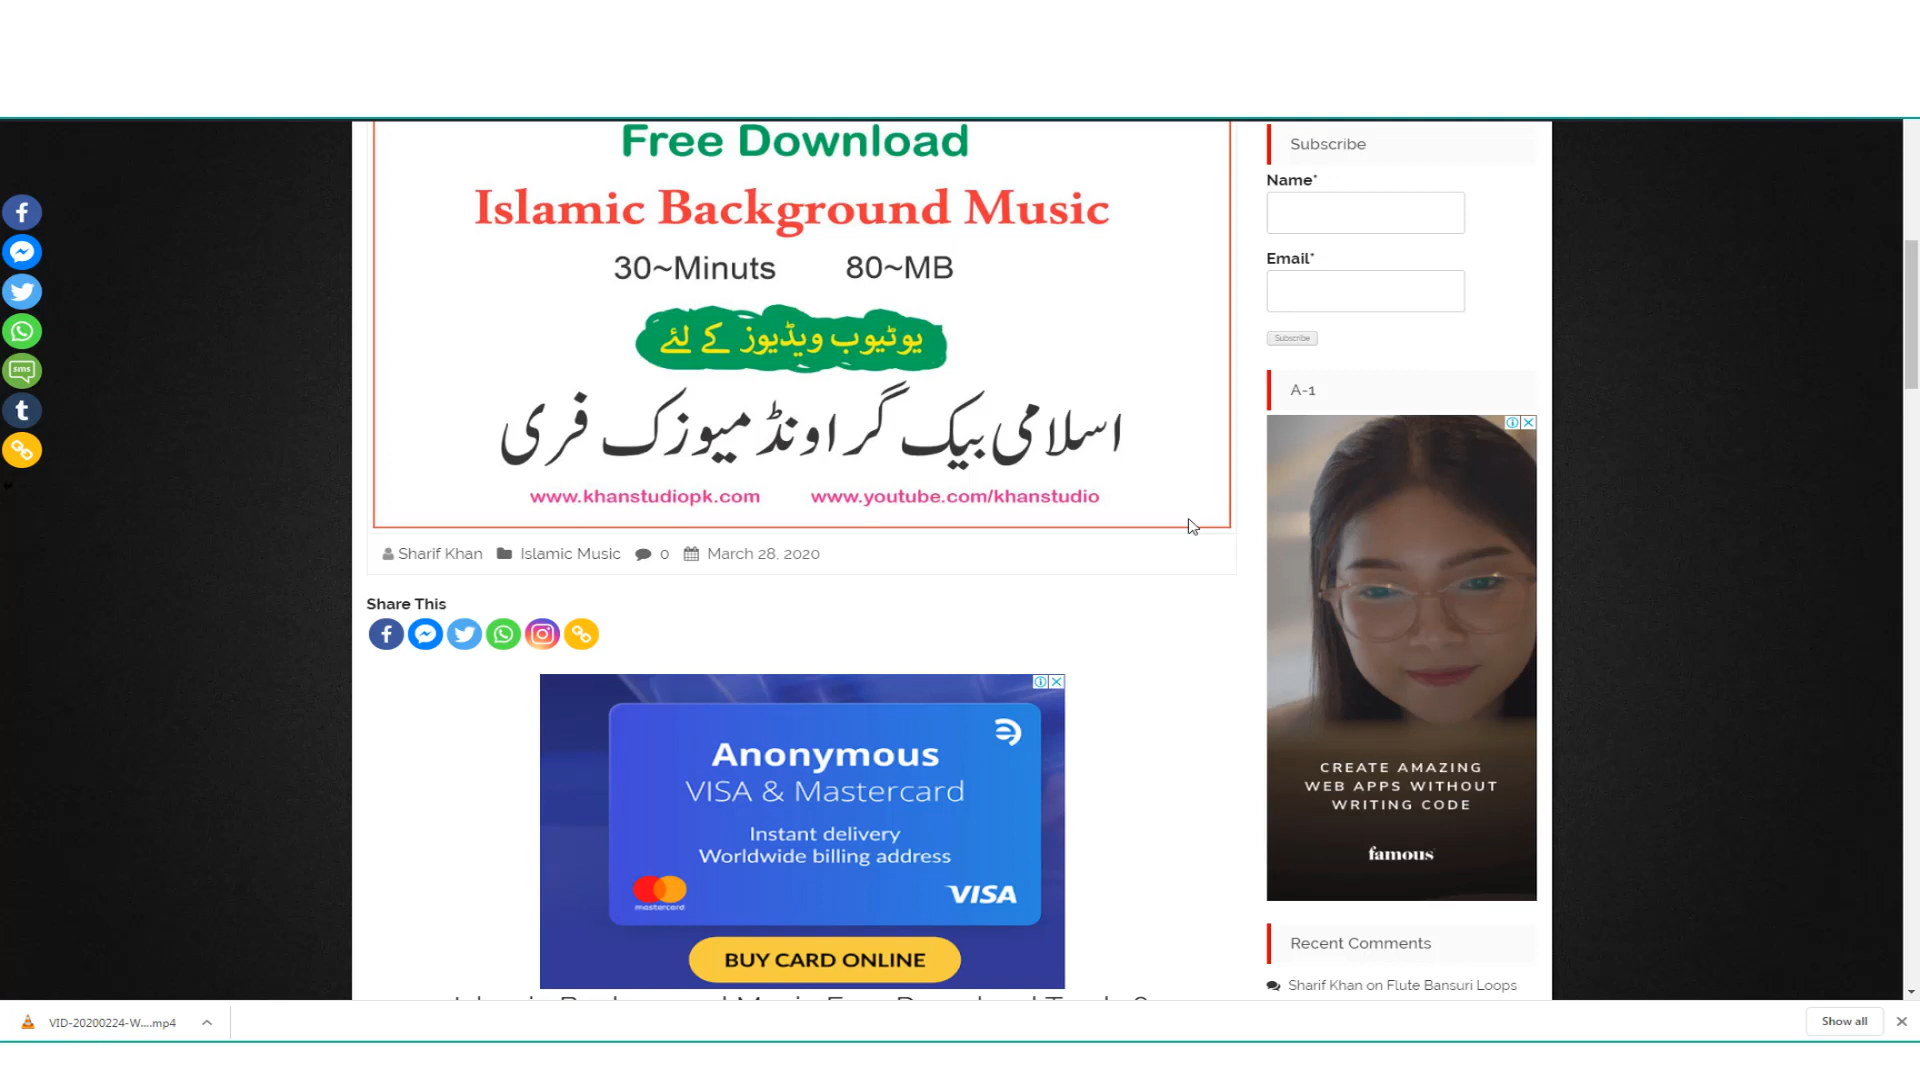 Free Download
Islamic Background Music
30~Minuts 80~MB
یوٹیوب ویڈیوز کے لئے
اسلامی بیک گراونڈ میوزک فری
www.khanstudiopk.com www.youtube.com/khanstudio
Sharif Khan Islamic Music 0 March 28, 2020
Share This
Anonymous
VISA & Mastercard
Instant delivery
Worldwide billing address
mastercard VISA
BUY CARD ONLINE
Subscribe
Name*
Email*
Subscribe
A-1
CREATE AMAZING
WEB APPS WITHOUT
WRITING CODE
famous
Recent Comments
Sharif Khan on Flute Bansuri Loops
sms
VID-20200224-W....mp4
Show all